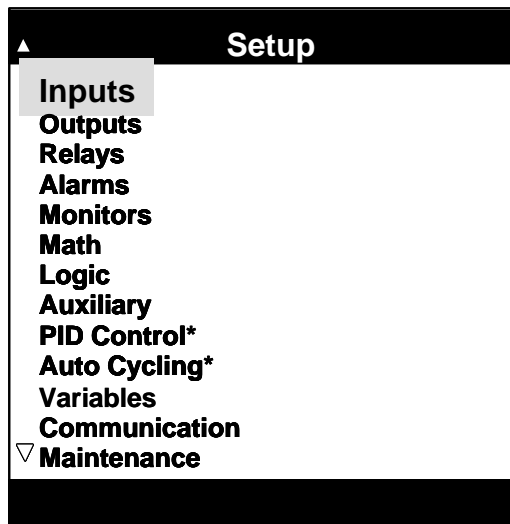 Setup
Inputs
Outputs
Relays
Alarms
Monitors
Math
Logic
Auxiliary
PID Control*
Auto Cycling*
Variables
Communication
Maintenance